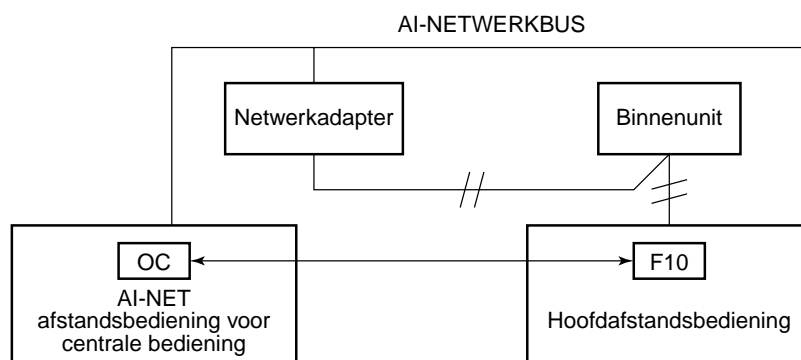 AI-NETWERKBUS
Netwerkadapter
Binnenunit
OC
F10
AI-NET
afstandsbediening voor
centrale bediening
Hoofdafstandsbediening